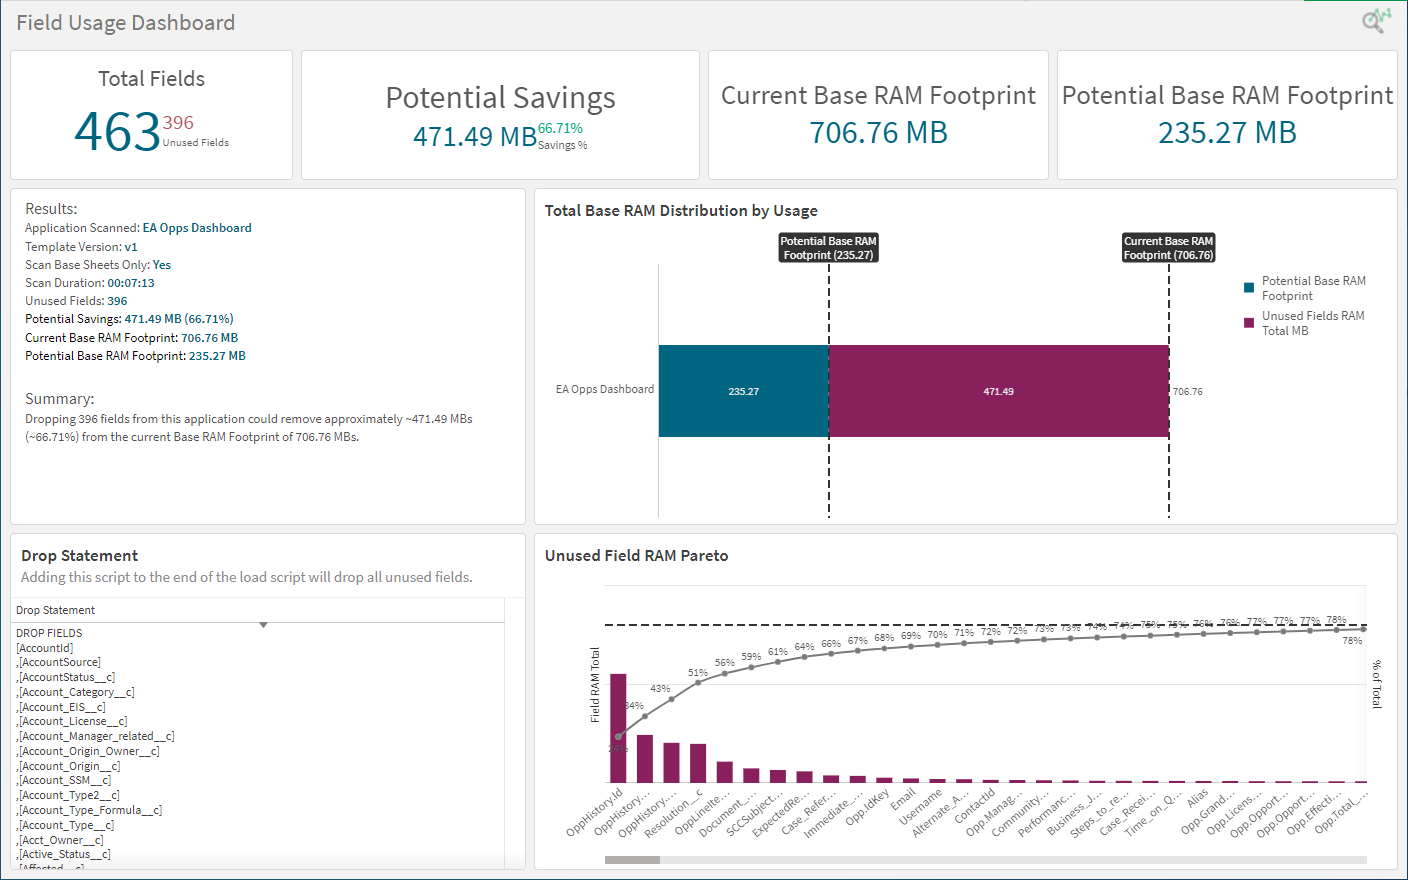 Field Usage Dashboard
Total Fields
463
396
Unused Fields
Potential Savings
471.49 MB
66.71%
Savings %
Current Base RAM Footprint
706.76 MB
Potential Base RAM Footprint
235.27 MB
Results:
Application Scanned: EA Opps Dashboard
Template Version: v1
Scan Base Sheets Only: Yes
Scan Duration: 00:07:13
Unused Fields: 396
Potential Savings: 471.49 MB (66.71%)
Current Base RAM Footprint: 706.76 MB
Potential Base RAM Footprint: 235.27 MB
Summary:
Dropping 396 fields from this application could remove approximately ~471.49 MBs
(~66.71%) from the current Base RAM Footprint of 706.76 MBs.
Total Base RAM Distribution by Usage
Potential Base RAM
Footprint (235.27)
Current Base RAM
Footprint (706.76)
Potential Base RAM
Footprint
Unused Fields RAM
Total MB
EA Opps Dashboard
235.27
471.49
706.76
Drop Statement
Adding this script to the end of the load script will drop all unused fields.
Drop Statement
DROP FIELDS
[AccountId]
,[AccountSource]
,[AccountStatus__c]
,[Account_Category__c]
,[Account_EIS__c]
,[Account_License__c]
,[Account_Manager_related__c]
,[Account_Origin_Owner__c]
,[Account_Origin__c]
,[Account_SSM__c]
,[Account_Type2__c]
,[Account_Type_Formula__c]
,[Account_Type__c]
,[Acct_Owner__c]
,[Active_Status__c]
,[Affected__c]
Unused Field RAM Pareto
Field RAM Total
% of Total
34%
43%
51%
56%
59%
61%
64%
66%
67%
68%
69%
70%
71%
72%
72%
73%
73%
74%
74%
75%
75%
76%
76%
77%
77%
77%
78%
78%
OppHistory.Id
OppHistory...
OppHistory....
Resolution__c
OppLineIte...
Document_...
SCCSubject...
ExpectedRe...
Case_Refer...
Immediate_...
Opp.IdKey
Email
Username
Alternate_A...
ContactId
Opp.Manag...
Community...
Performanc...
Business_J...
Steps_to_re...
Case_Recei...
Time_on_Q...
Alias
Opp.Grand...
Opp.Licens...
Opp.Opport...
Opp.Opport...
Opp.Effecti...
Opp.Total_...